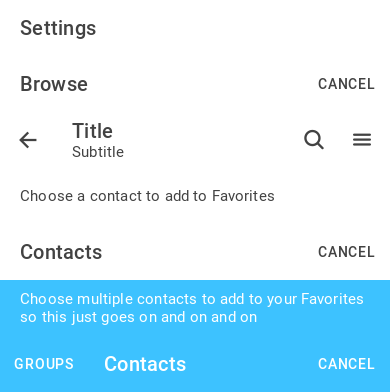 Settings
Browse CANCEL
Title
Subtitle
Choose a contact to add to Favorites
Contacts CANCEL
Choose multiple contacts to add to your Favorites
so this just goes on and on and on
GROUPS Contacts CANCEL